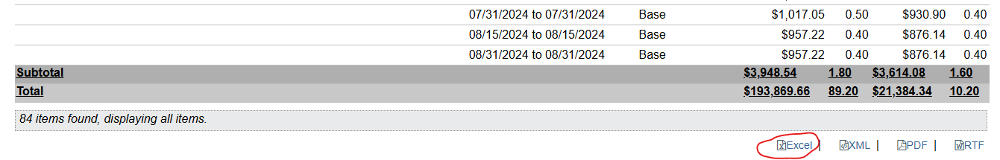 07/31/2024 to 07/31/2024 Base $1,017.05 0.50 $930.90 0.40
08/15/2024 to 08/15/2024 Base $957.22 0.40 $876.14 0.40
08/31/2024 to 08/31/2024 Base $957.22 0.40 $876.14 0.40
Subtotal $3,948.54 1.80 $3,614.08 1.60
Total $193,869.66 89.20 $21,384.34 10.20
84 items found, displaying all items.
Excel | XML | PDF | RTF